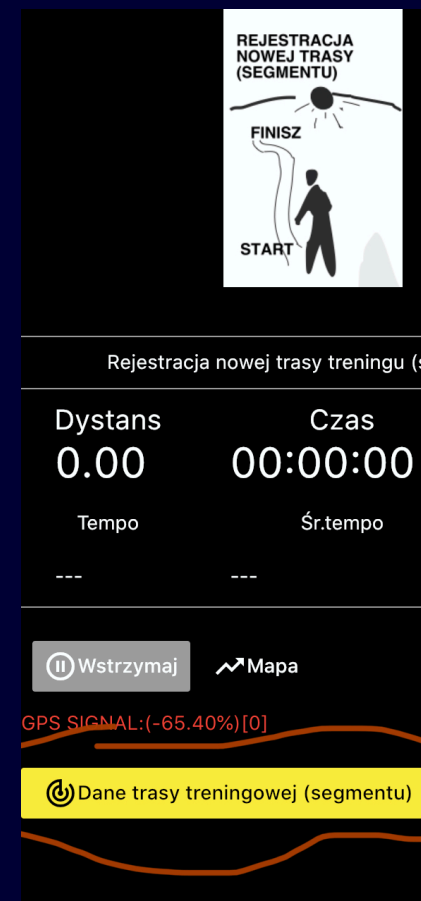 REJESTRACJA
NOWEJ TRASY
(SEGMENTU)
FINISZ
START
Rejestracja nowej trasy treningu (s
Dystans
Czas
0.00
00:00:00
Tempo
Śr.tempo
---
---
Wstrzymaj
Mapa
GPS SIGNAL:(-65.40%)[0]
Dane trasy treningowej (segmentu)